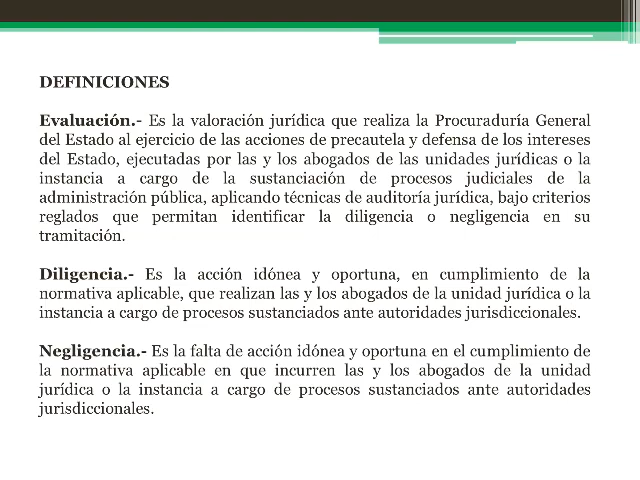 DEFINICIONES
Evaluación.- Es la valoración jurídica que realiza la Procuraduría General
del Estado al ejercicio de las acciones de precautela y defensa de los intereses
del Estado, ejecutadas por las y los abogados de las unidades jurídicas o la
instancia a cargo de la sustanciación de procesos judiciales de la
administración pública, aplicando técnicas de auditoría jurídica, bajo criterios
reglados que permitan identificar la diligencia o negligencia en su
tramitación.
Diligencia.- Es la acción idónea y oportuna, en cumplimiento de la
normativa aplicable, que realizan las y los abogados de la unidad jurídica o la
instancia a cargo de procesos sustanciados ante autoridades jurisdiccionales.
Negligencia.- Es la falta de acción idónea y oportuna en el cumplimiento de
la normativa aplicable en que incurren las y los abogados de la unidad
jurídica o la instancia a cargo de procesos sustanciados ante autoridades
jurisdiccionales.